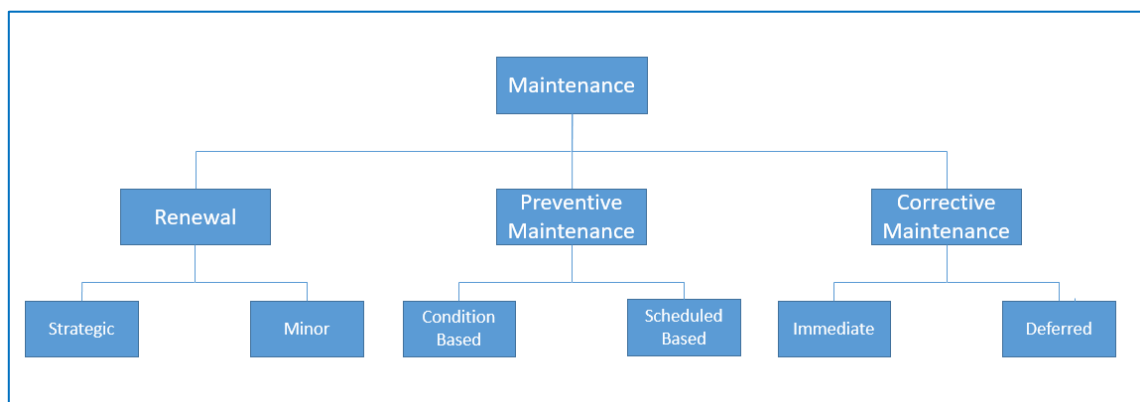 Maintenance
Renewal
Preventive
Maintenance
Corrective
Maintenance
Strategic
Minor
Condition
Based
Scheduled
Based
Immediate
Deferred